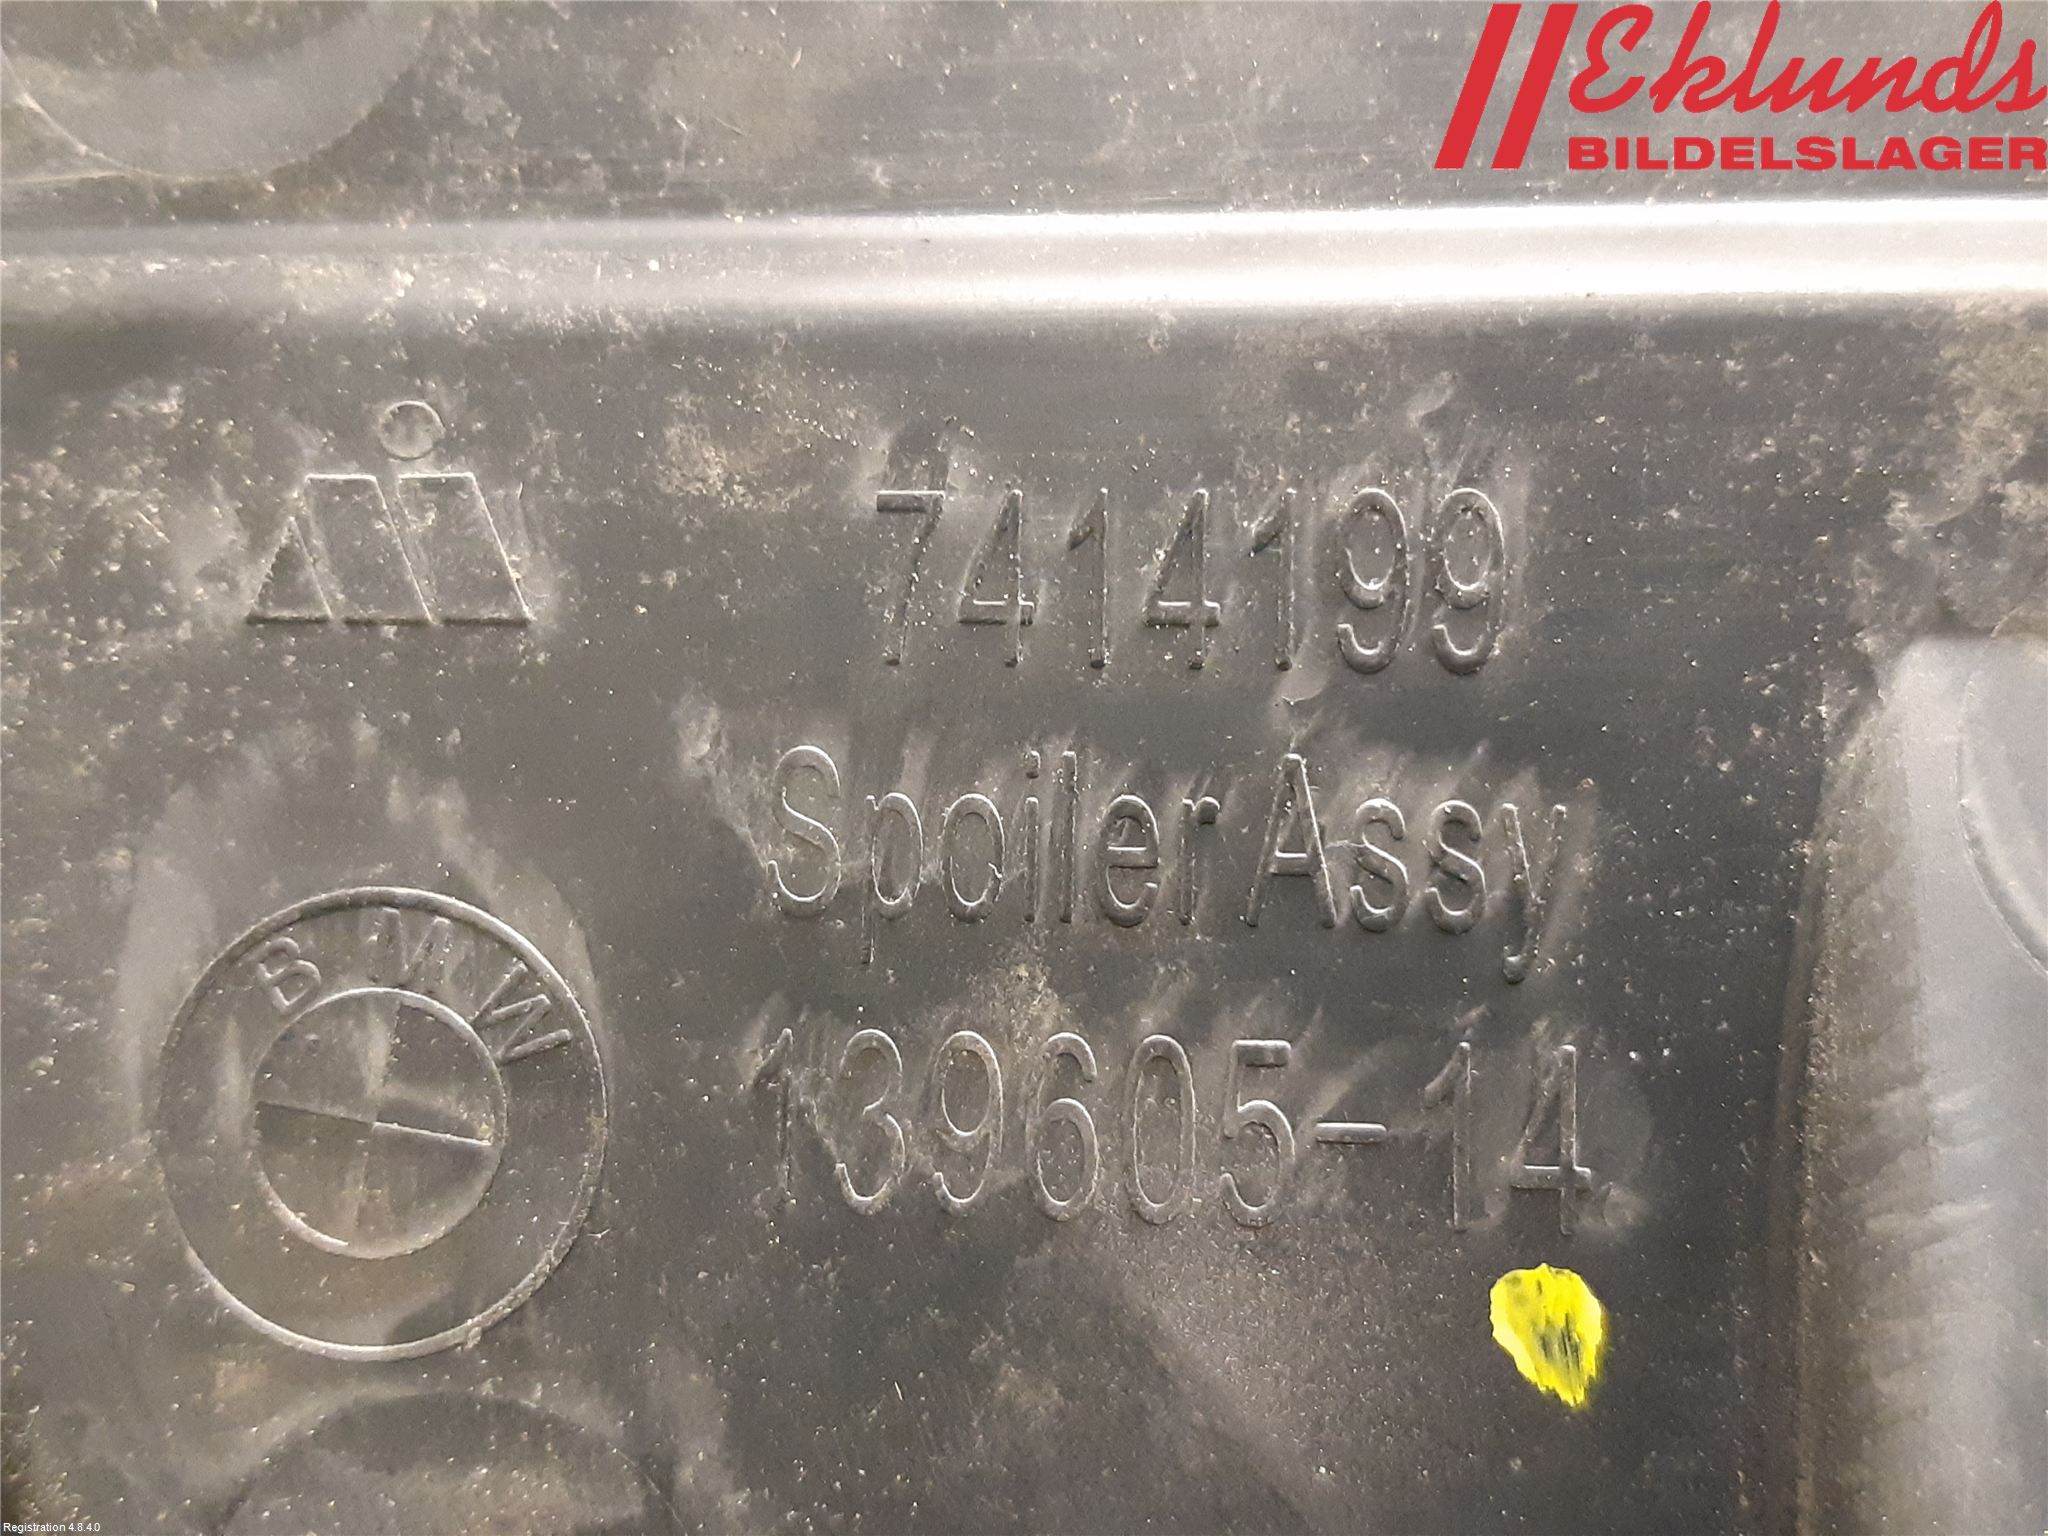 Eklunds
BILDELSLAGER
7414199
Spoiler Assy
BMW
139605-14
Registration 4.8.4.0